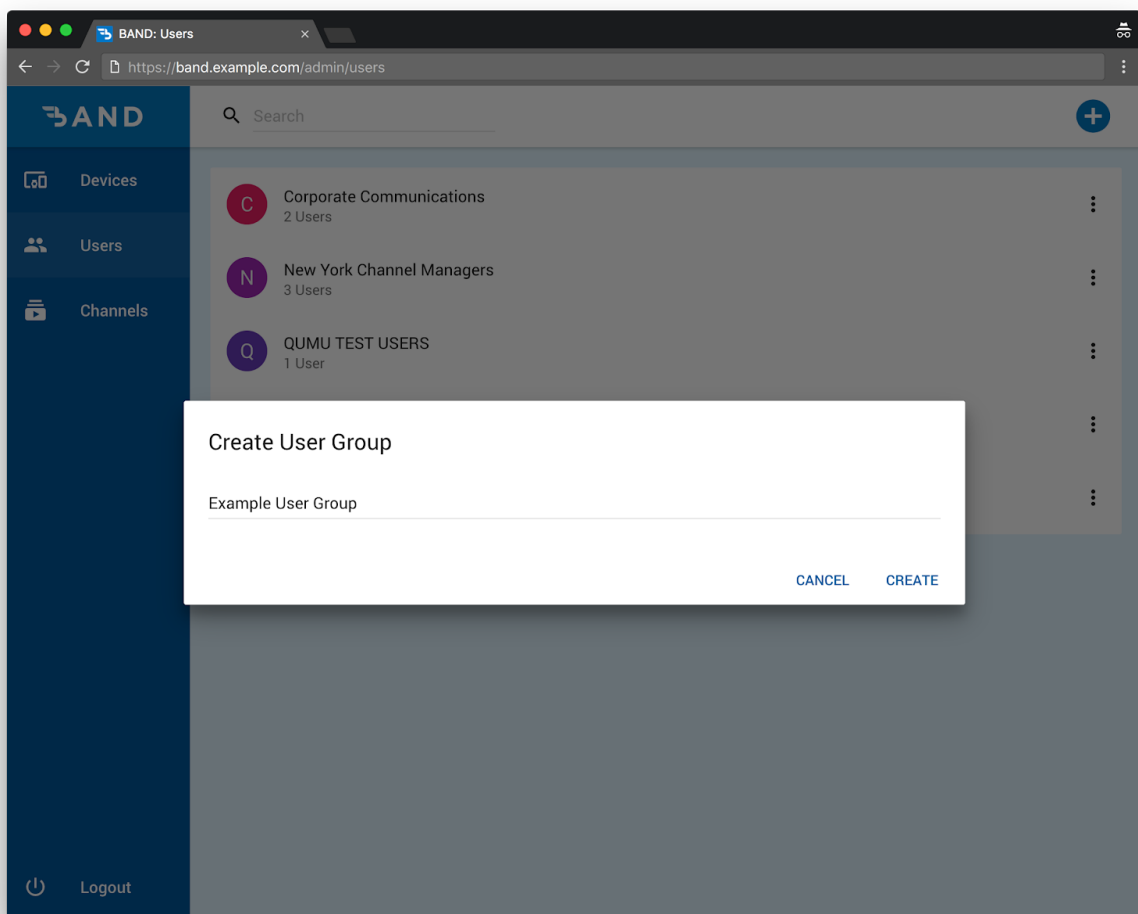 BAND: Users
https://band.example.com/admin/users
BAND
Search
Devices
Users
Channels
Corporate Communications
2 Users
New York Channel Managers
3 Users
Q
QUMU TEST USERS
1 User
C
N
Create User Group
Example User Group
CANCEL CREATE
Logout